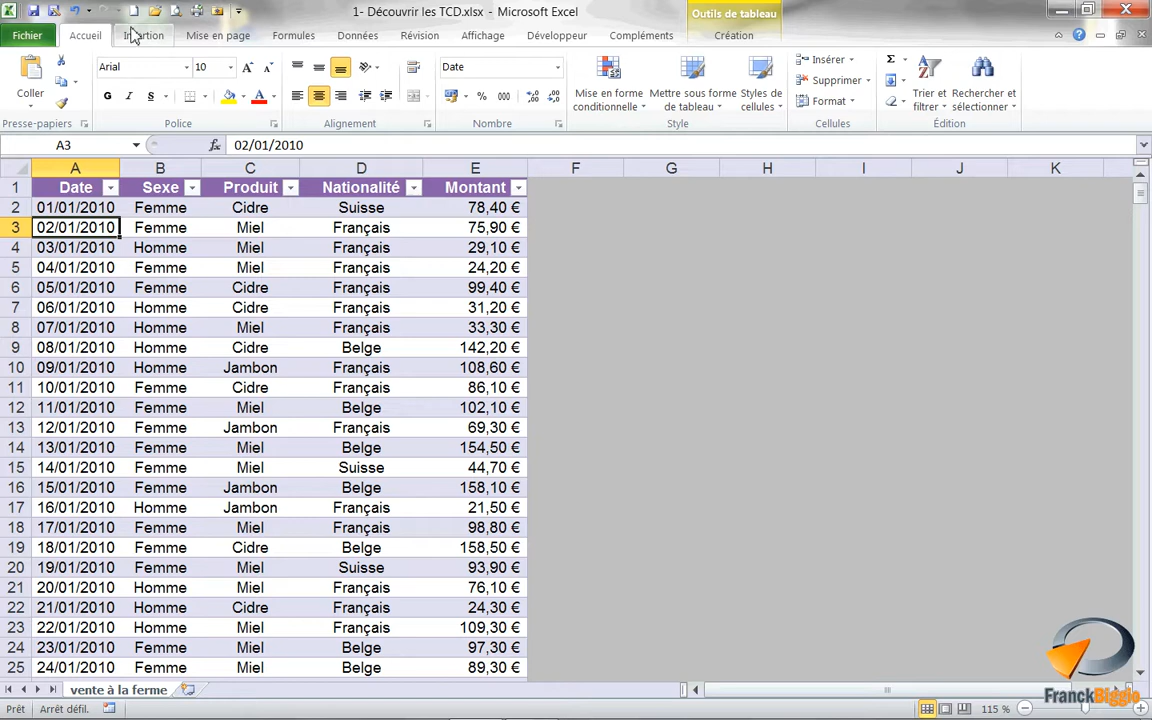 1- Découvrir les TCD.xlsx - Microsoft Excel
Outils de tableau
Fichier Accueil Insertion Mise en page Formules Données Révision Affichage Développeur Compléments Création
Coller
Presse-papiers
Arial 10
G I S
Police
Alignement
Date
% 000
Nombre
Mise en forme conditionnelle
Mettre sous forme de tableau
Styles de cellules
Style
Insérer
Supprimer
Format
Cellules
Trier et filtrer
Rechercher et sélectionner
Édition
A3 fx 02/01/2010
A B C D E F G H I J K
1 Date Sexe Produit Nationalité Montant
2 01/01/2010 Femme Cidre Suisse 78,40 €
3 02/01/2010 Femme Miel Français 75,90 €
4 03/01/2010 Homme Miel Français 29,10 €
5 04/01/2010 Femme Miel Français 24,20 €
6 05/01/2010 Femme Cidre Français 99,40 €
7 06/01/2010 Homme Cidre Français 31,20 €
8 07/01/2010 Homme Miel Français 33,30 €
9 08/01/2010 Homme Cidre Belge 142,20 €
10 09/01/2010 Homme Jambon Français 108,60 €
11 10/01/2010 Femme Cidre Français 86,10 €
12 11/01/2010 Femme Miel Belge 102,10 €
13 12/01/2010 Femme Jambon Français 69,30 €
14 13/01/2010 Femme Miel Belge 154,50 €
15 14/01/2010 Femme Miel Suisse 44,70 €
16 15/01/2010 Femme Jambon Belge 158,10 €
17 16/01/2010 Homme Jambon Français 21,50 €
18 17/01/2010 Femme Miel Français 98,80 €
19 18/01/2010 Femme Cidre Belge 158,50 €
20 19/01/2010 Femme Miel Suisse 93,90 €
21 20/01/2010 Homme Miel Français 76,10 €
22 21/01/2010 Homme Cidre Français 24,30 €
23 22/01/2010 Homme Miel Français 109,30 €
24 23/01/2010 Femme Miel Belge 97,30 €
25 24/01/2010 Femme Miel Belge 89,30 €
vente à la ferme
FranckBiggio
Prêt Arrêt défil. 115 %